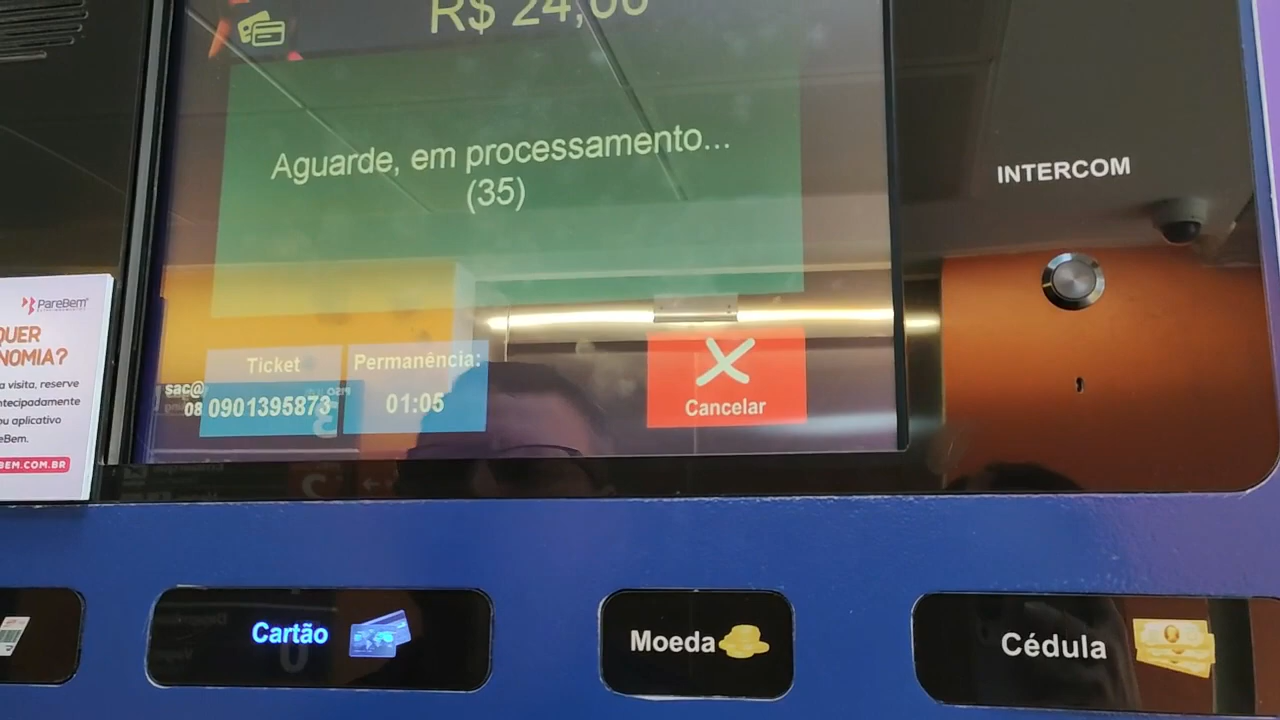 R$ 24,00
Aguarde, em processamento...
(35)
INTERCOM
PareBem
QUER
NOMIA?
a visita, reserve
ntecipadamente
ou aplicativo
eBem.
BEM.COM.BR
Ticket
Permanência:
sac@
08
0901395873
01:05
Cancelar
Cartão
Moeda
Cédula